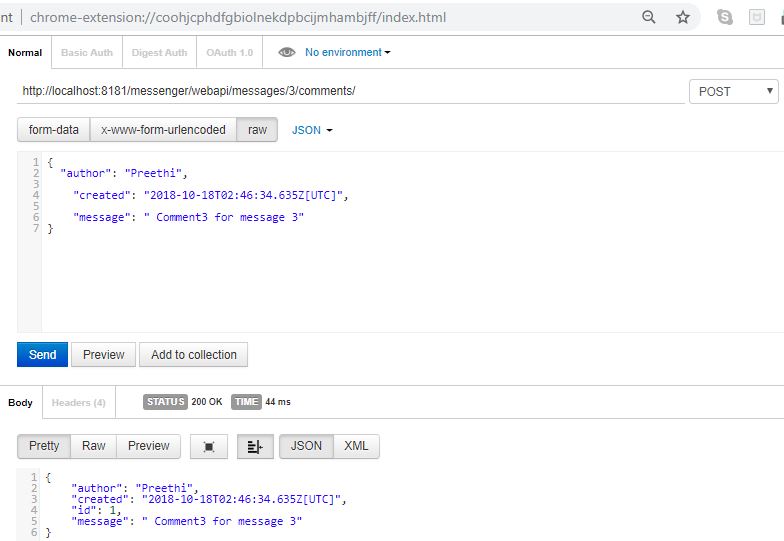 nt chrome-extension://coohjcphdfgbiolnekdpbcijmhambjff/index.html
Normal Basic Auth Digest Auth OAuth 1.0 No environment
http://localhost:8181/messenger/webapi/messages/3/comments/ POST
form-data x-www-form-urlencoded raw JSON
1 {
2 "author": "Preethi",
3
4 "created": "2018-10-18T02:46:34.635Z[UTC]",
5
6 "message": " Comment3 for message 3"
7 }
Send Preview Add to collection
Body Headers (4) STATUS 200 OK TIME 44 ms
Pretty Raw Preview JSON XML
1 {
2 "author": "Preethi",
3 "created": "2018-10-18T02:46:34.635Z[UTC]",
4 "id": 1,
5 "message": " Comment3 for message 3"
6 }